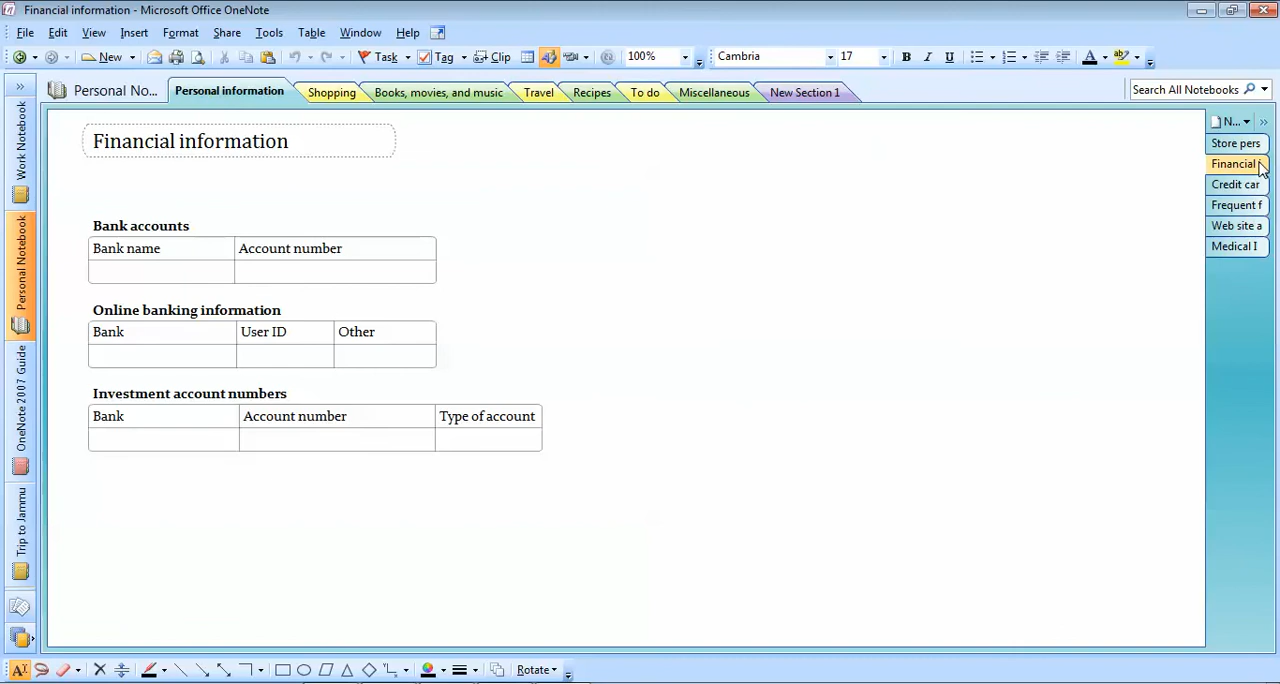 Financial information - Microsoft Office OneNote
File Edit View Insert Format Share Tools Table Window Help
New Task Tag Clip 100% Cambria 17 B I U A ab
Personal No... Personal information Shopping Books, movies, and music Travel Recipes To do Miscellaneous New Section 1 Search All Notebooks
Work Notebook
Personal Notebook
OneNote 2007 Guide
Trip to Jammu
Financial information
Bank accounts
Bank name Account number
Online banking information
Bank User ID Other
Investment account numbers
Bank Account number Type of account
N...
Store pers
Financial
Credit car
Frequent f
Web site a
Medical I
A Rotate